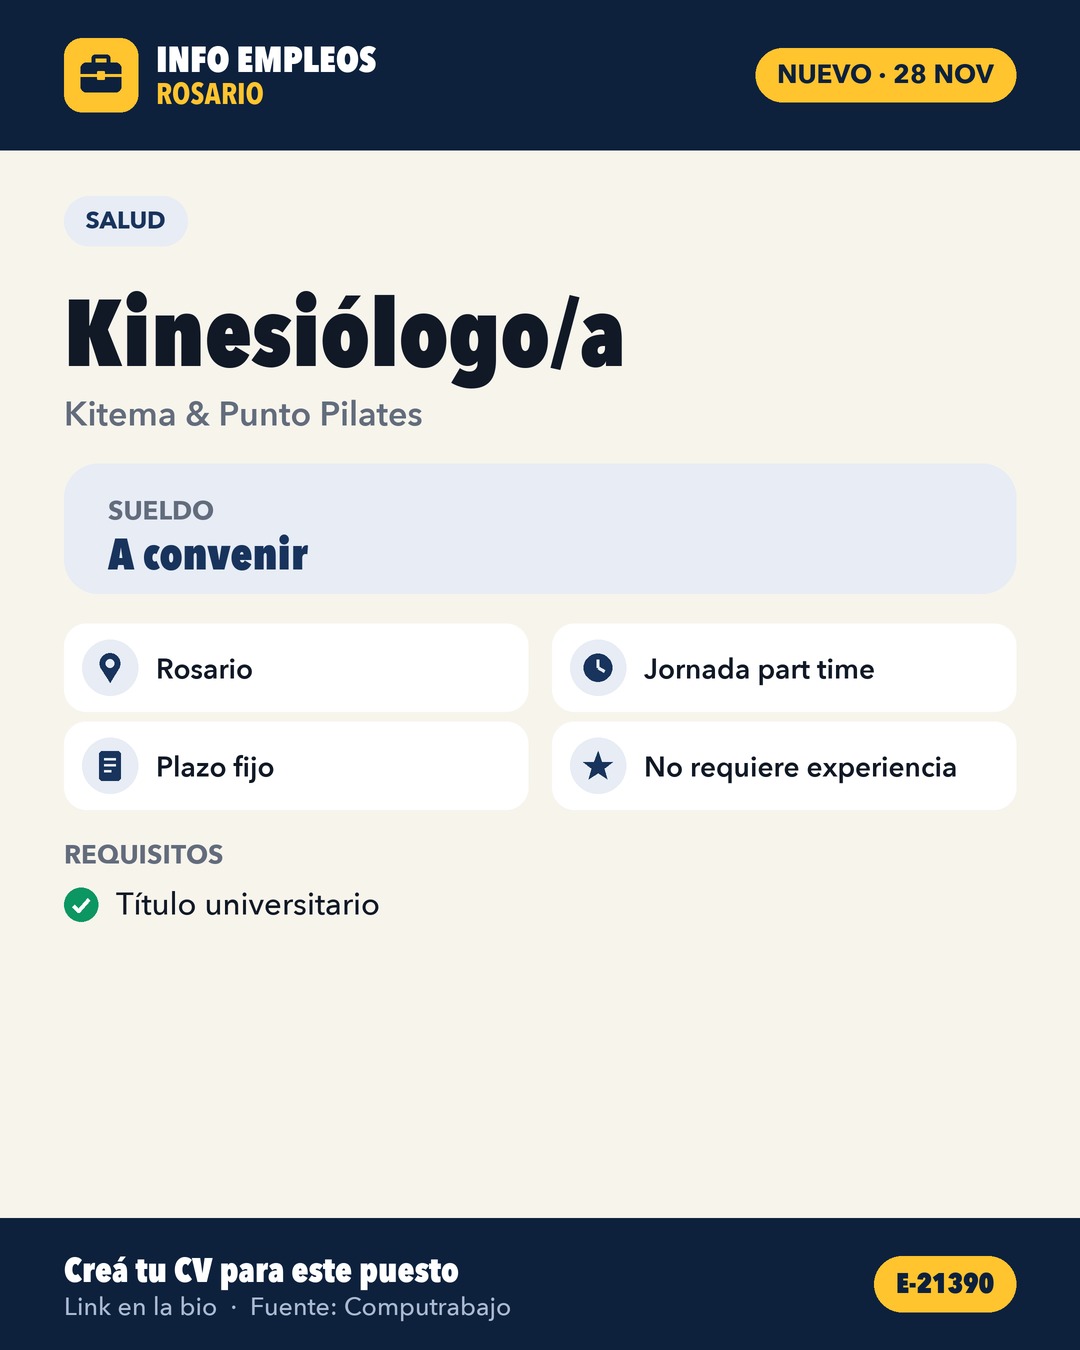 INFO EMPLEOS
ROSARIO
NUEVO · 28 NOV
SALUD
Kinesiólogo/a
Kitema & Punto Pilates
SUELDO
A convenir
Rosario
Jornada part time
Plazo fijo
No requiere experiencia
REQUISITOS
Título universitario
Creá tu CV para este puesto
Link en la bio · Fuente: Computrabajo
E-21390